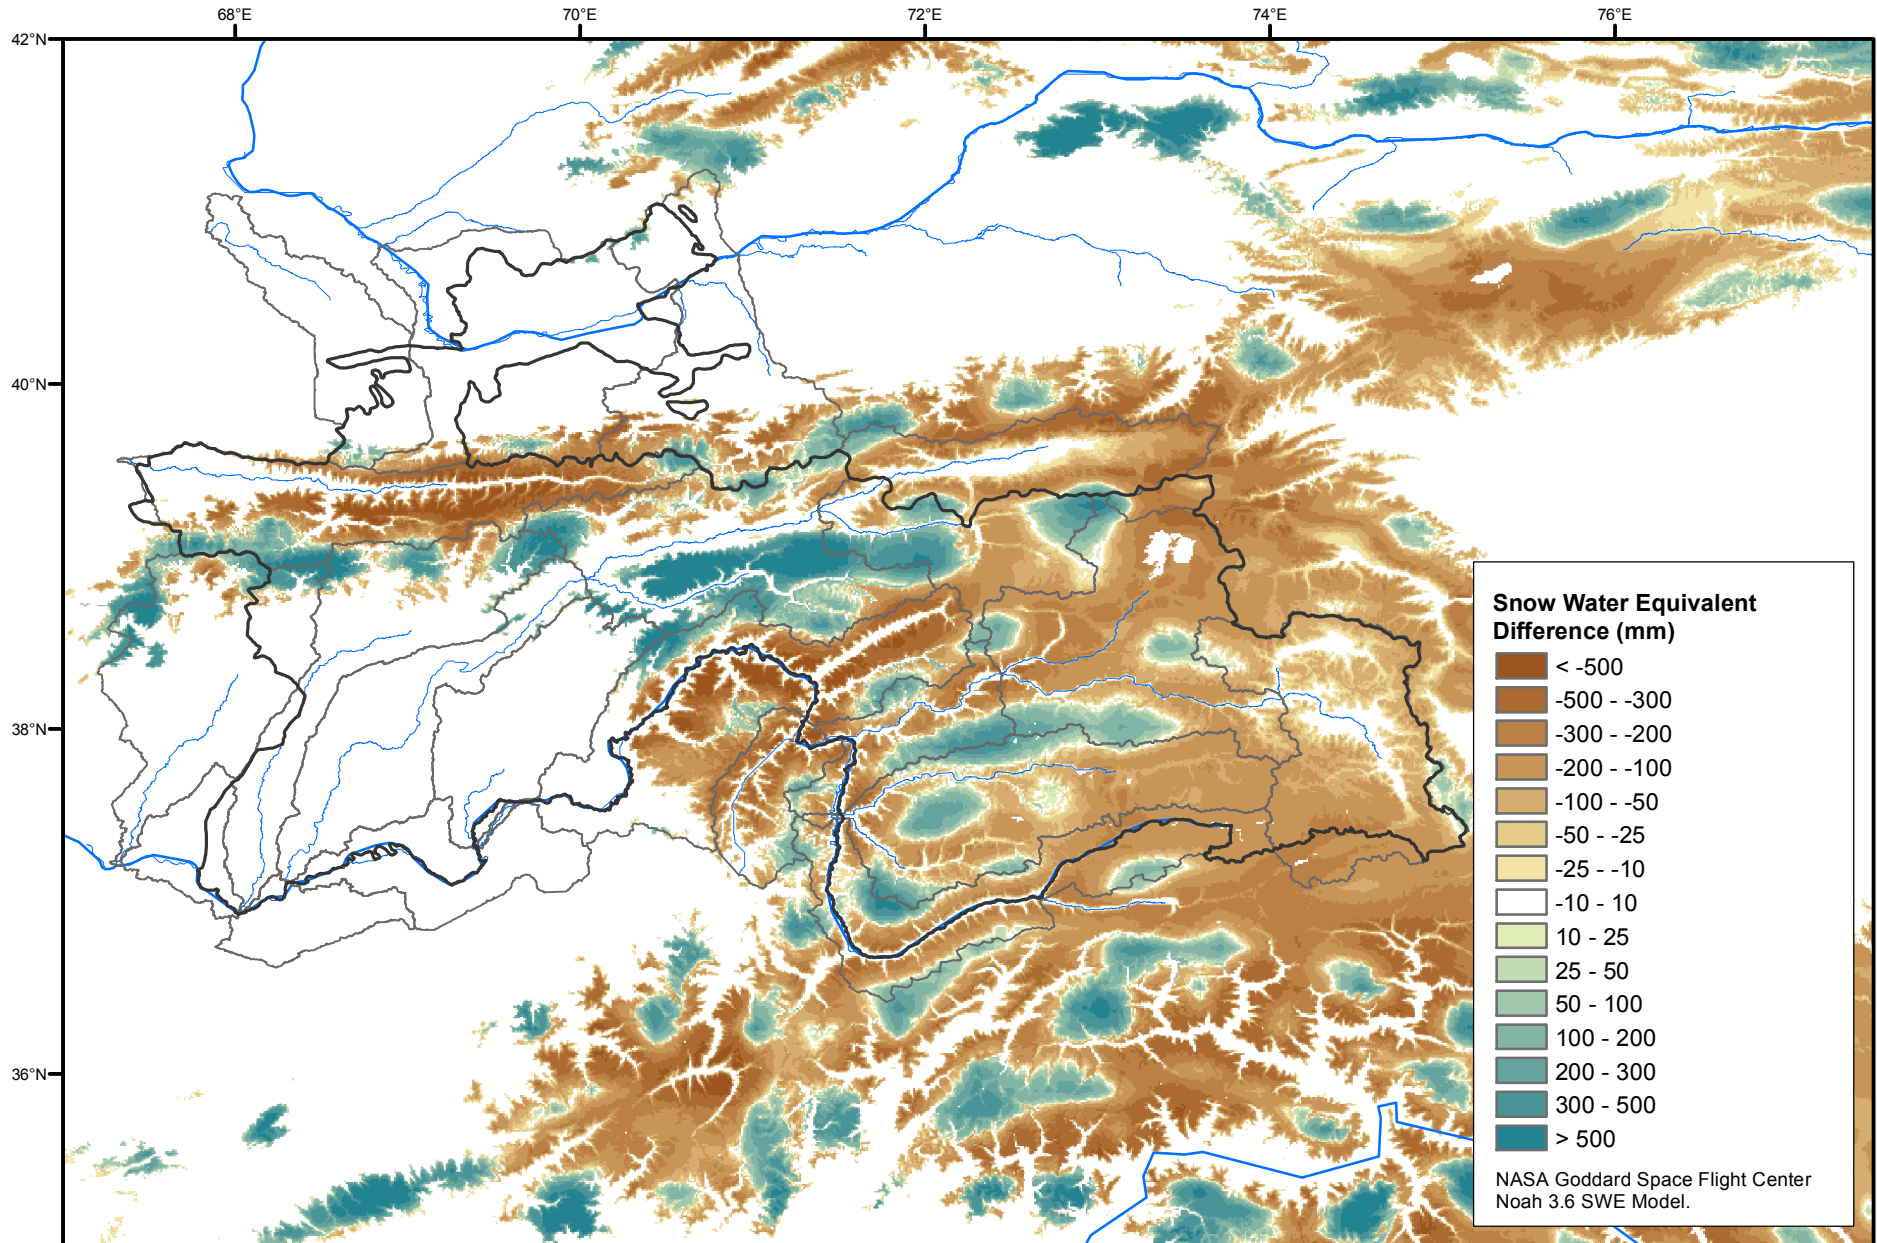 68°E
70°E
72°E
74°E
76°E
42°N
40°N
38°N
36°N
Snow Water Equivalent
Difference (mm)
< -500
-500 - -300
-300 - -200
-200 - -100
-100 - -50
-50 - -25
-25 - -10
-10 - 10
10 - 25
25 - 50
50 - 100
100 - 200
200 - 300
300 - 500
> 500
NASA Goddard Space Flight Center
Noah 3.6 SWE Model.